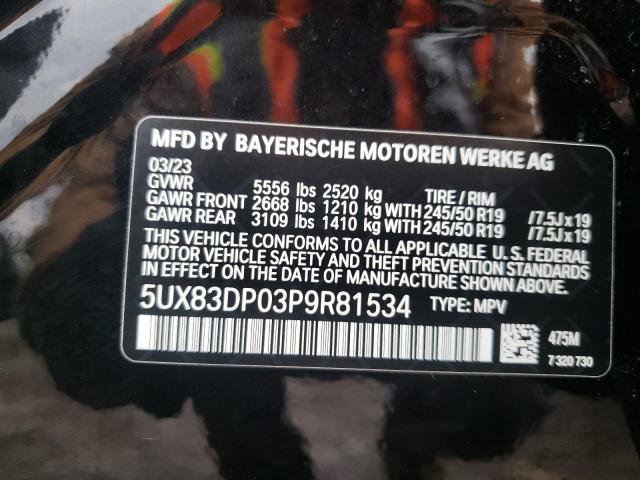 MFD BY BAYERISCHE MOTOREN WERKE AG
03/23
GVWR 5556 lbs 2520 kg TIRE / RIM
GAWR FRONT 2668 lbs 1210 kg WITH 245/50 R19 /7.5Jx19
GAWR REAR 3109 lbs 1410 kg WITH 245/50 R19 /7.5Jx19
THIS VEHICLE CONFORMS TO ALL APPLICABLE U. S. FEDERAL
MOTOR VEHICLE SAFETY AND THEFT PREVENTION STANDARDS
IN EFFECT ON THE DATE OF MANUFACTURE SHOWN ABOVE.
5UX83DP03P9R81534 TYPE: MPV
475M
7320730